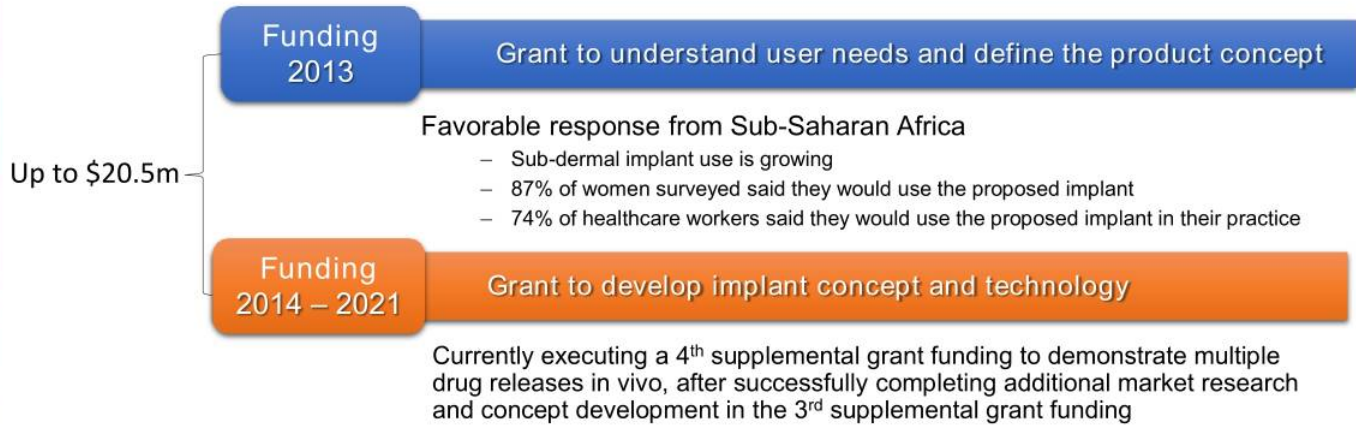 Funding
2013
Grant to understand user needs and define the product concept
Favorable response from Sub-Saharan Africa
– Sub-dermal implant use is growing
– 87% of women surveyed said they would use the proposed implant
– 74% of healthcare workers said they would use the proposed implant in their practice
Up to $20.5m
Funding
2014 – 2021
Grant to develop implant concept and technology
Currently executing a 4th supplemental grant funding to demonstrate multiple
drug releases in vivo, after successfully completing additional market research
and concept development in the 3rd supplemental grant funding